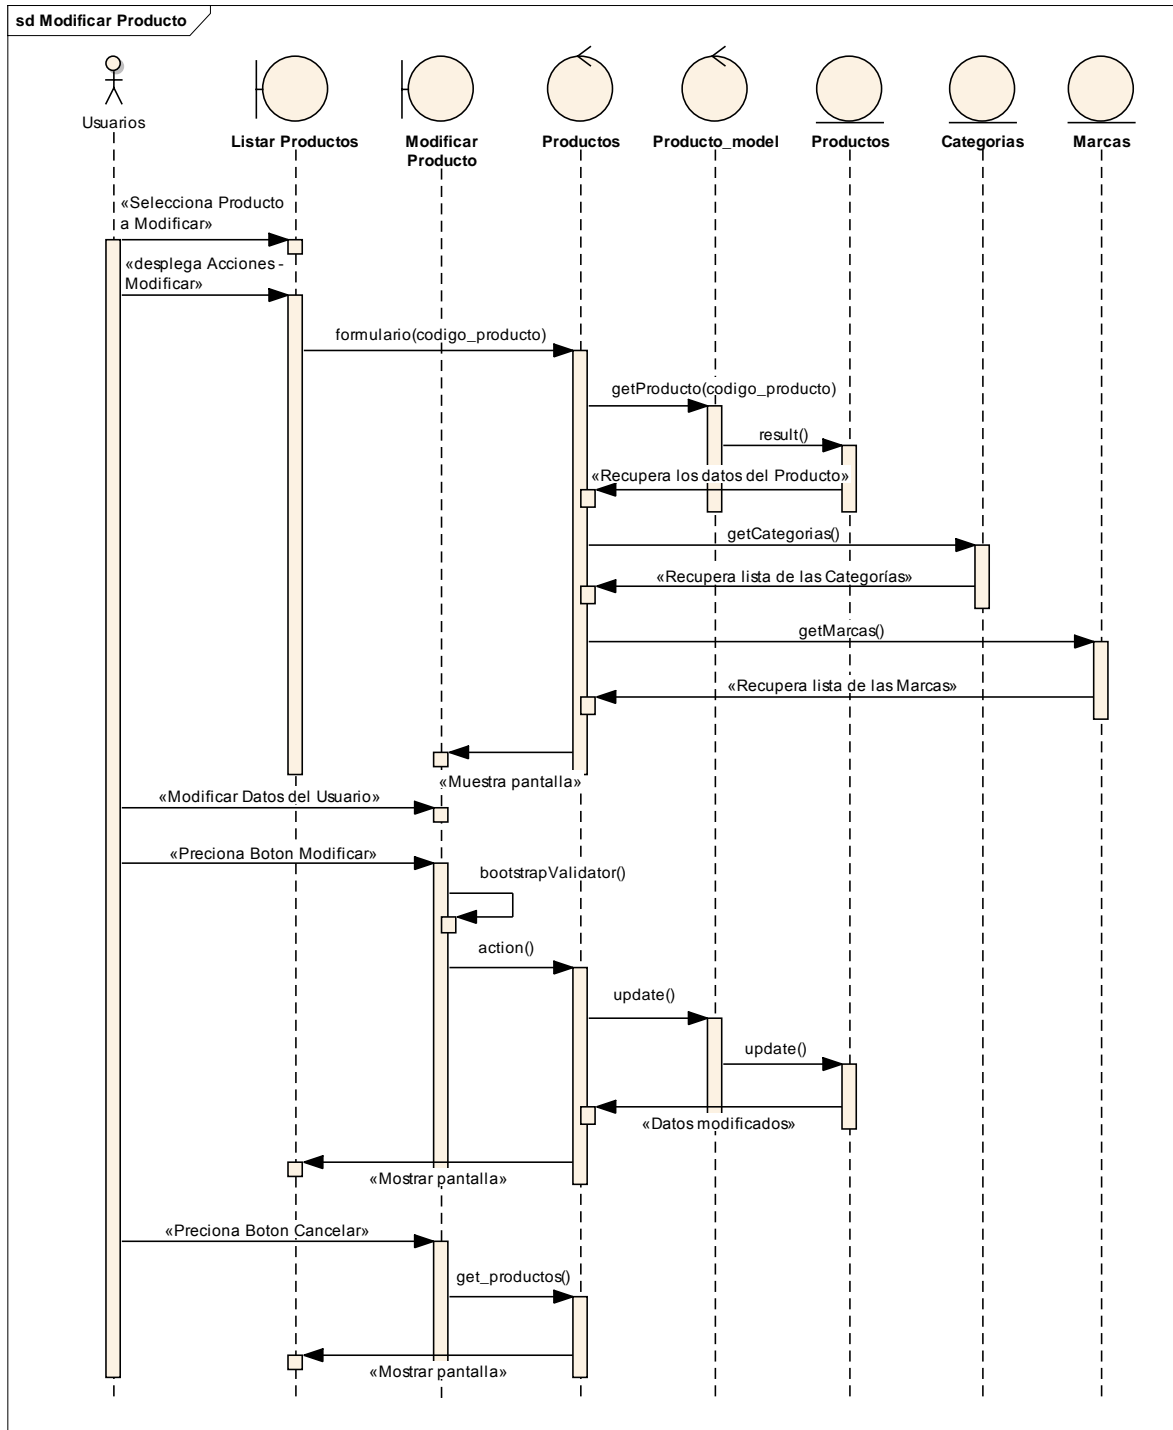 sd Modificar Producto
Usuarios
Listar Productos
Modificar
Producto
Productos
Producto_model
Productos
Categorias
Marcas
«Selecciona Producto
a Modificar»
«desplega Acciones -
Modificar»
formulario(codigo_producto)
getProducto(codigo_producto)
result()
«Recupera los datos del Producto»
getCategorias()
«Recupera lista de las Categorías»
getMarcas()
«Recupera lista de las Marcas»
«Muestra pantalla»
«Modificar Datos del Usuario»
«Preciona Boton Modificar»
bootstrapValidator()
action()
update()
update()
«Datos modificados»
«Mostrar pantalla»
«Preciona Boton Cancelar»
get_productos()
«Mostrar pantalla»